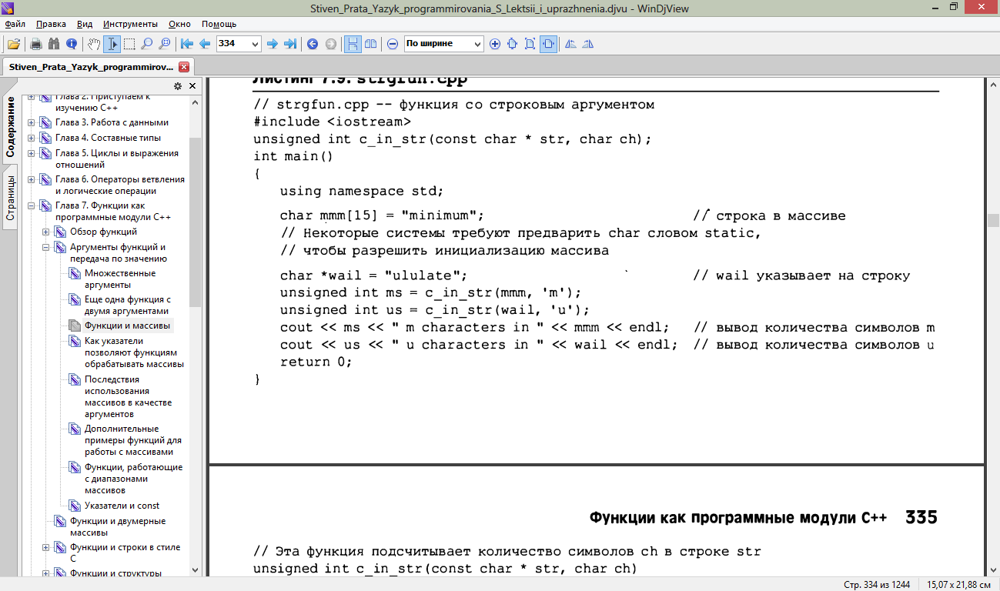 Stiven_Prata_Yazyk_programmirovania_S_Lektsii_i_uprazhnenia.djvu - WinDjView
Файл Правка Вид Инструменты Окно Помощь
334 По ширине
Stiven_Prata_Yazyk_programmirov...
Содержание
Страницы
Глава 2. Приступаем к
изучению C++
Глава 3. Работа с данными
Глава 4. Составные типы
Глава 5. Циклы и выражения
отношений
Глава 6. Операторы ветвления
и логические операции
Глава 7. Функции как
программные модули C++
Обзор функций
Аргументы функций и
передача по значению
Множественные
аргументы
Еще одна функция с
двумя аргументами
Функции и массивы
Как указатели
позволяют функциям
обрабатывать массивы
Последствия
использования
массивов в качестве
аргументов
Дополнительные
примеры функций для
работы с массивами
Функции, работающие
с диапазонами
массивов
Указатели и const
Функции и двумерные
массивы
Функции и строки в стиле
C
Функции и структуры
Листинг 7.9. strgfun.cpp
// strgfun.cpp -- функция со строковым аргументом
#include <iostream>
unsigned int c_in_str(const char * str, char ch);
int main()
{
using namespace std;
char mmm[15] = "minimum"; // строка в массиве
// Некоторые системы требуют предварить char словом static,
// чтобы разрешить инициализацию массива
char *wail = "ululate"; // wail указывает на строку
unsigned int ms = c_in_str(mmm, 'm');
unsigned int us = c_in_str(wail, 'u');
cout << ms << " m characters in " << mmm << endl; // вывод количества символов m
cout << us << " u characters in " << wail << endl; // вывод количества символов u
return 0;
}
Функции как программные модули C++ 335
// Эта функция подсчитывает количество символов ch в строке str
unsigned int c_in_str(const char * str, char ch)
Стр. 334 из 1244 15,07 x 21,88 см